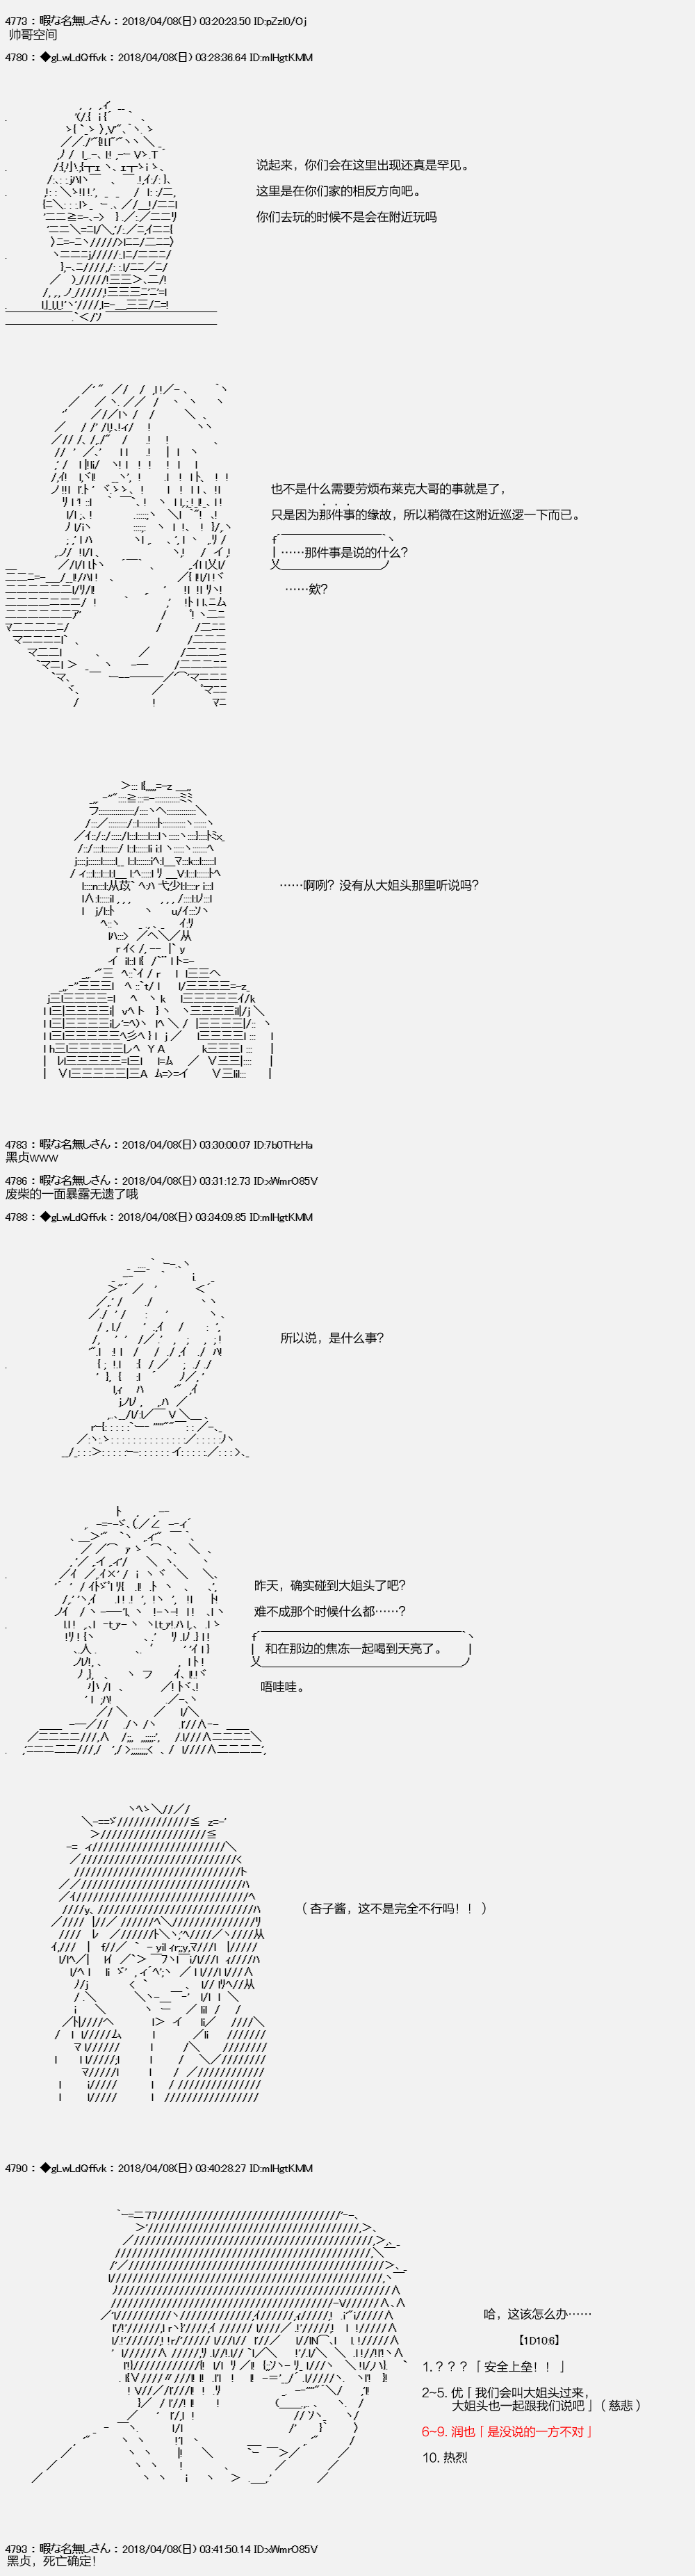 4773 : 暇な名無しさん : 2018/04/08(日) 03:20:23.50 ID:pZzl0/Oj
帅哥空间
4780 : ◆gLwLdQffvk : 2018/04/08(日) 03:28:36.64 ID:mIHgtKMM
说起来，你们会在这里出现还真是罕见。
这里是在你们家的相反方向吧。
你们去玩的时候不是会在附近玩吗
也不是什么需要劳烦布莱克大哥的事就是了，
只是因为那件事的缘故，所以稍微在这附近巡逻一下而已。
……那件事是说的什么？
……欸？
……啊咧？没有从大姐头那里听说吗？
4783 : 暇な名無しさん : 2018/04/08(日) 03:30:00.07 ID:7b0THzHa
黑贞www
4786 : 暇な名無しさん : 2018/04/08(日) 03:31:12.73 ID:xWmrO85V
废柴的一面暴露无遗了哦
4788 : ◆gLwLdQffvk : 2018/04/08(日) 03:34:09.85 ID:mIHgtKMM
所以说，是什么事？
昨天，确实碰到大姐头了吧？
难不成那个时候什么都……？
和在那边的焦冻一起喝到天亮了。
唔哇哇。
（ 杏子酱，这不是完全不行吗！！ ）
4790 : ◆gLwLdQffvk : 2018/04/08(日) 03:40:28.27 ID:mIHgtKMM
哈，这该怎么办……
【1D10:6】
1.？？？「 安全上垒！！ 」
2~5. 优「 我们会叫大姐头过来，
大姐头也一起跟我们说吧 」（ 慈悲 ）
6~9. 润也「 是没说的一方不对 」
10. 热烈
4793 : 暇な名無しさん : 2018/04/08(日) 03:41:50.14 ID:xWmrO85V
黑贞，死亡确定！